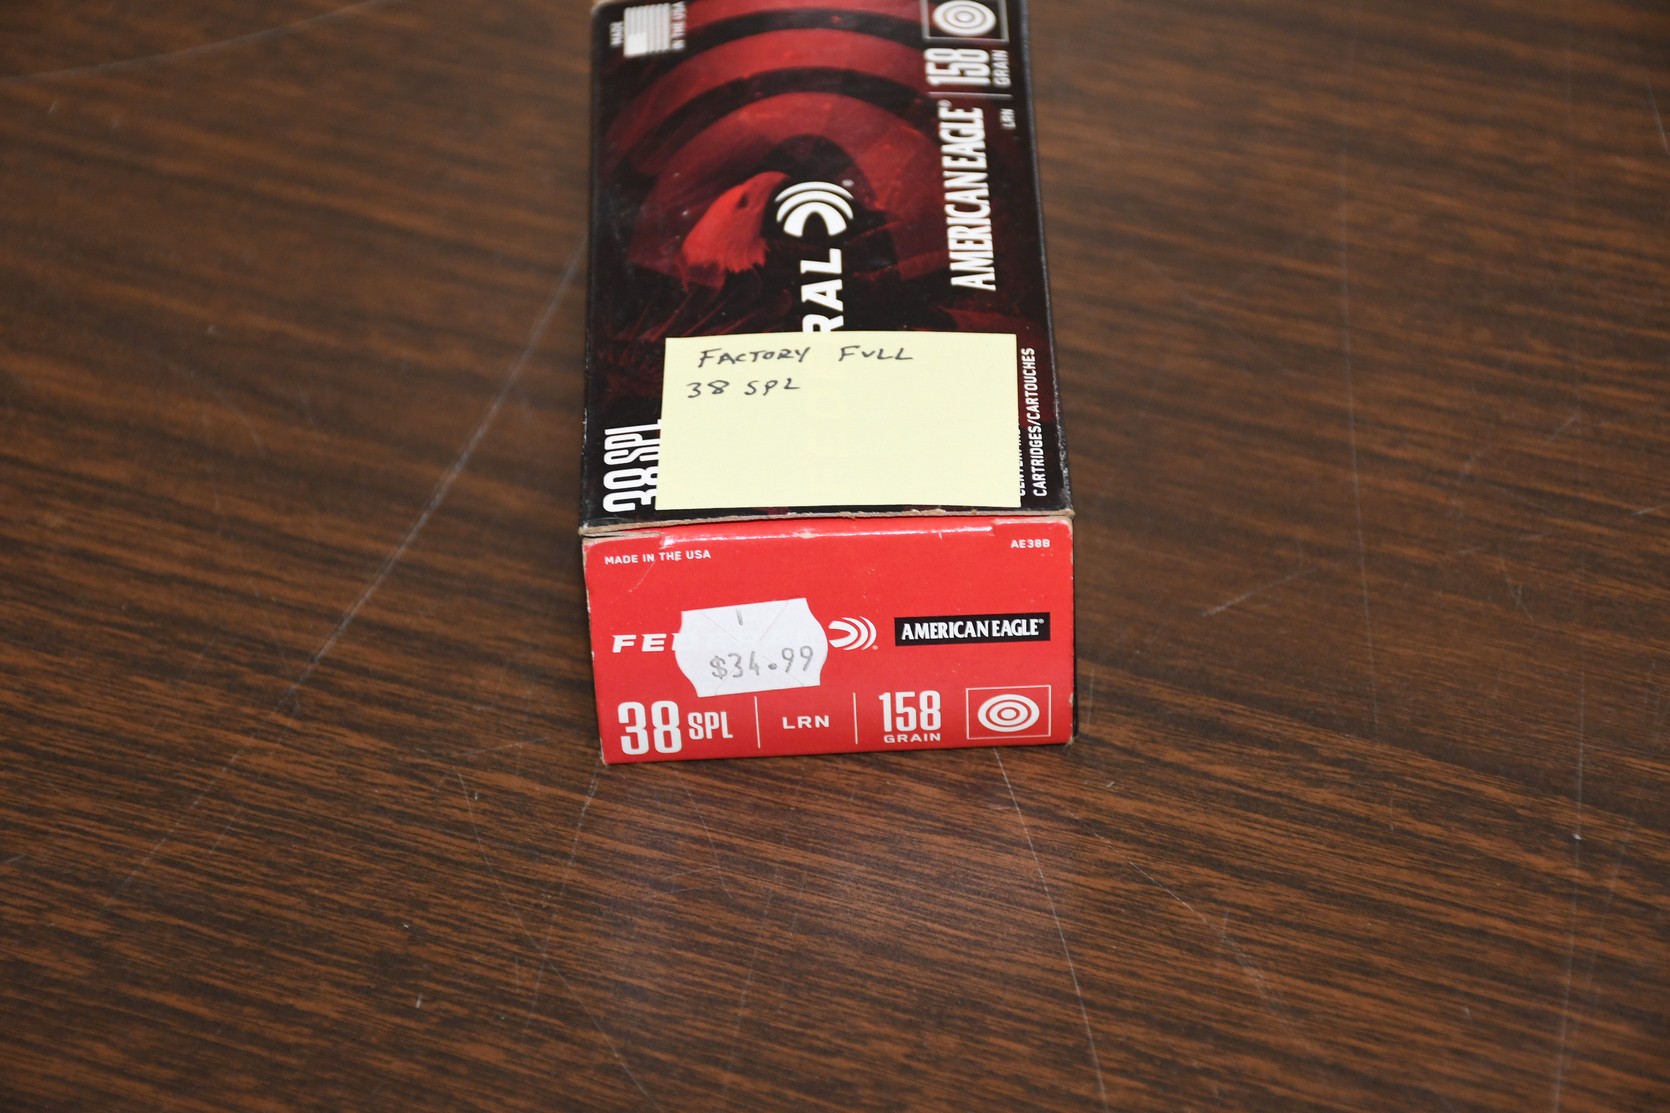 MADE
IN THE USA
158
GRAIN
AMERICAN EAGLE®
LRN
RAL
FACTORY FULL
38 SPL
38 SPL
CARTRIDGES/CARTOUCHES
MADE IN THE USA
AE38B
FE
$34.99
AMERICAN EAGLE®
38 SPL
LRN
158
GRAIN